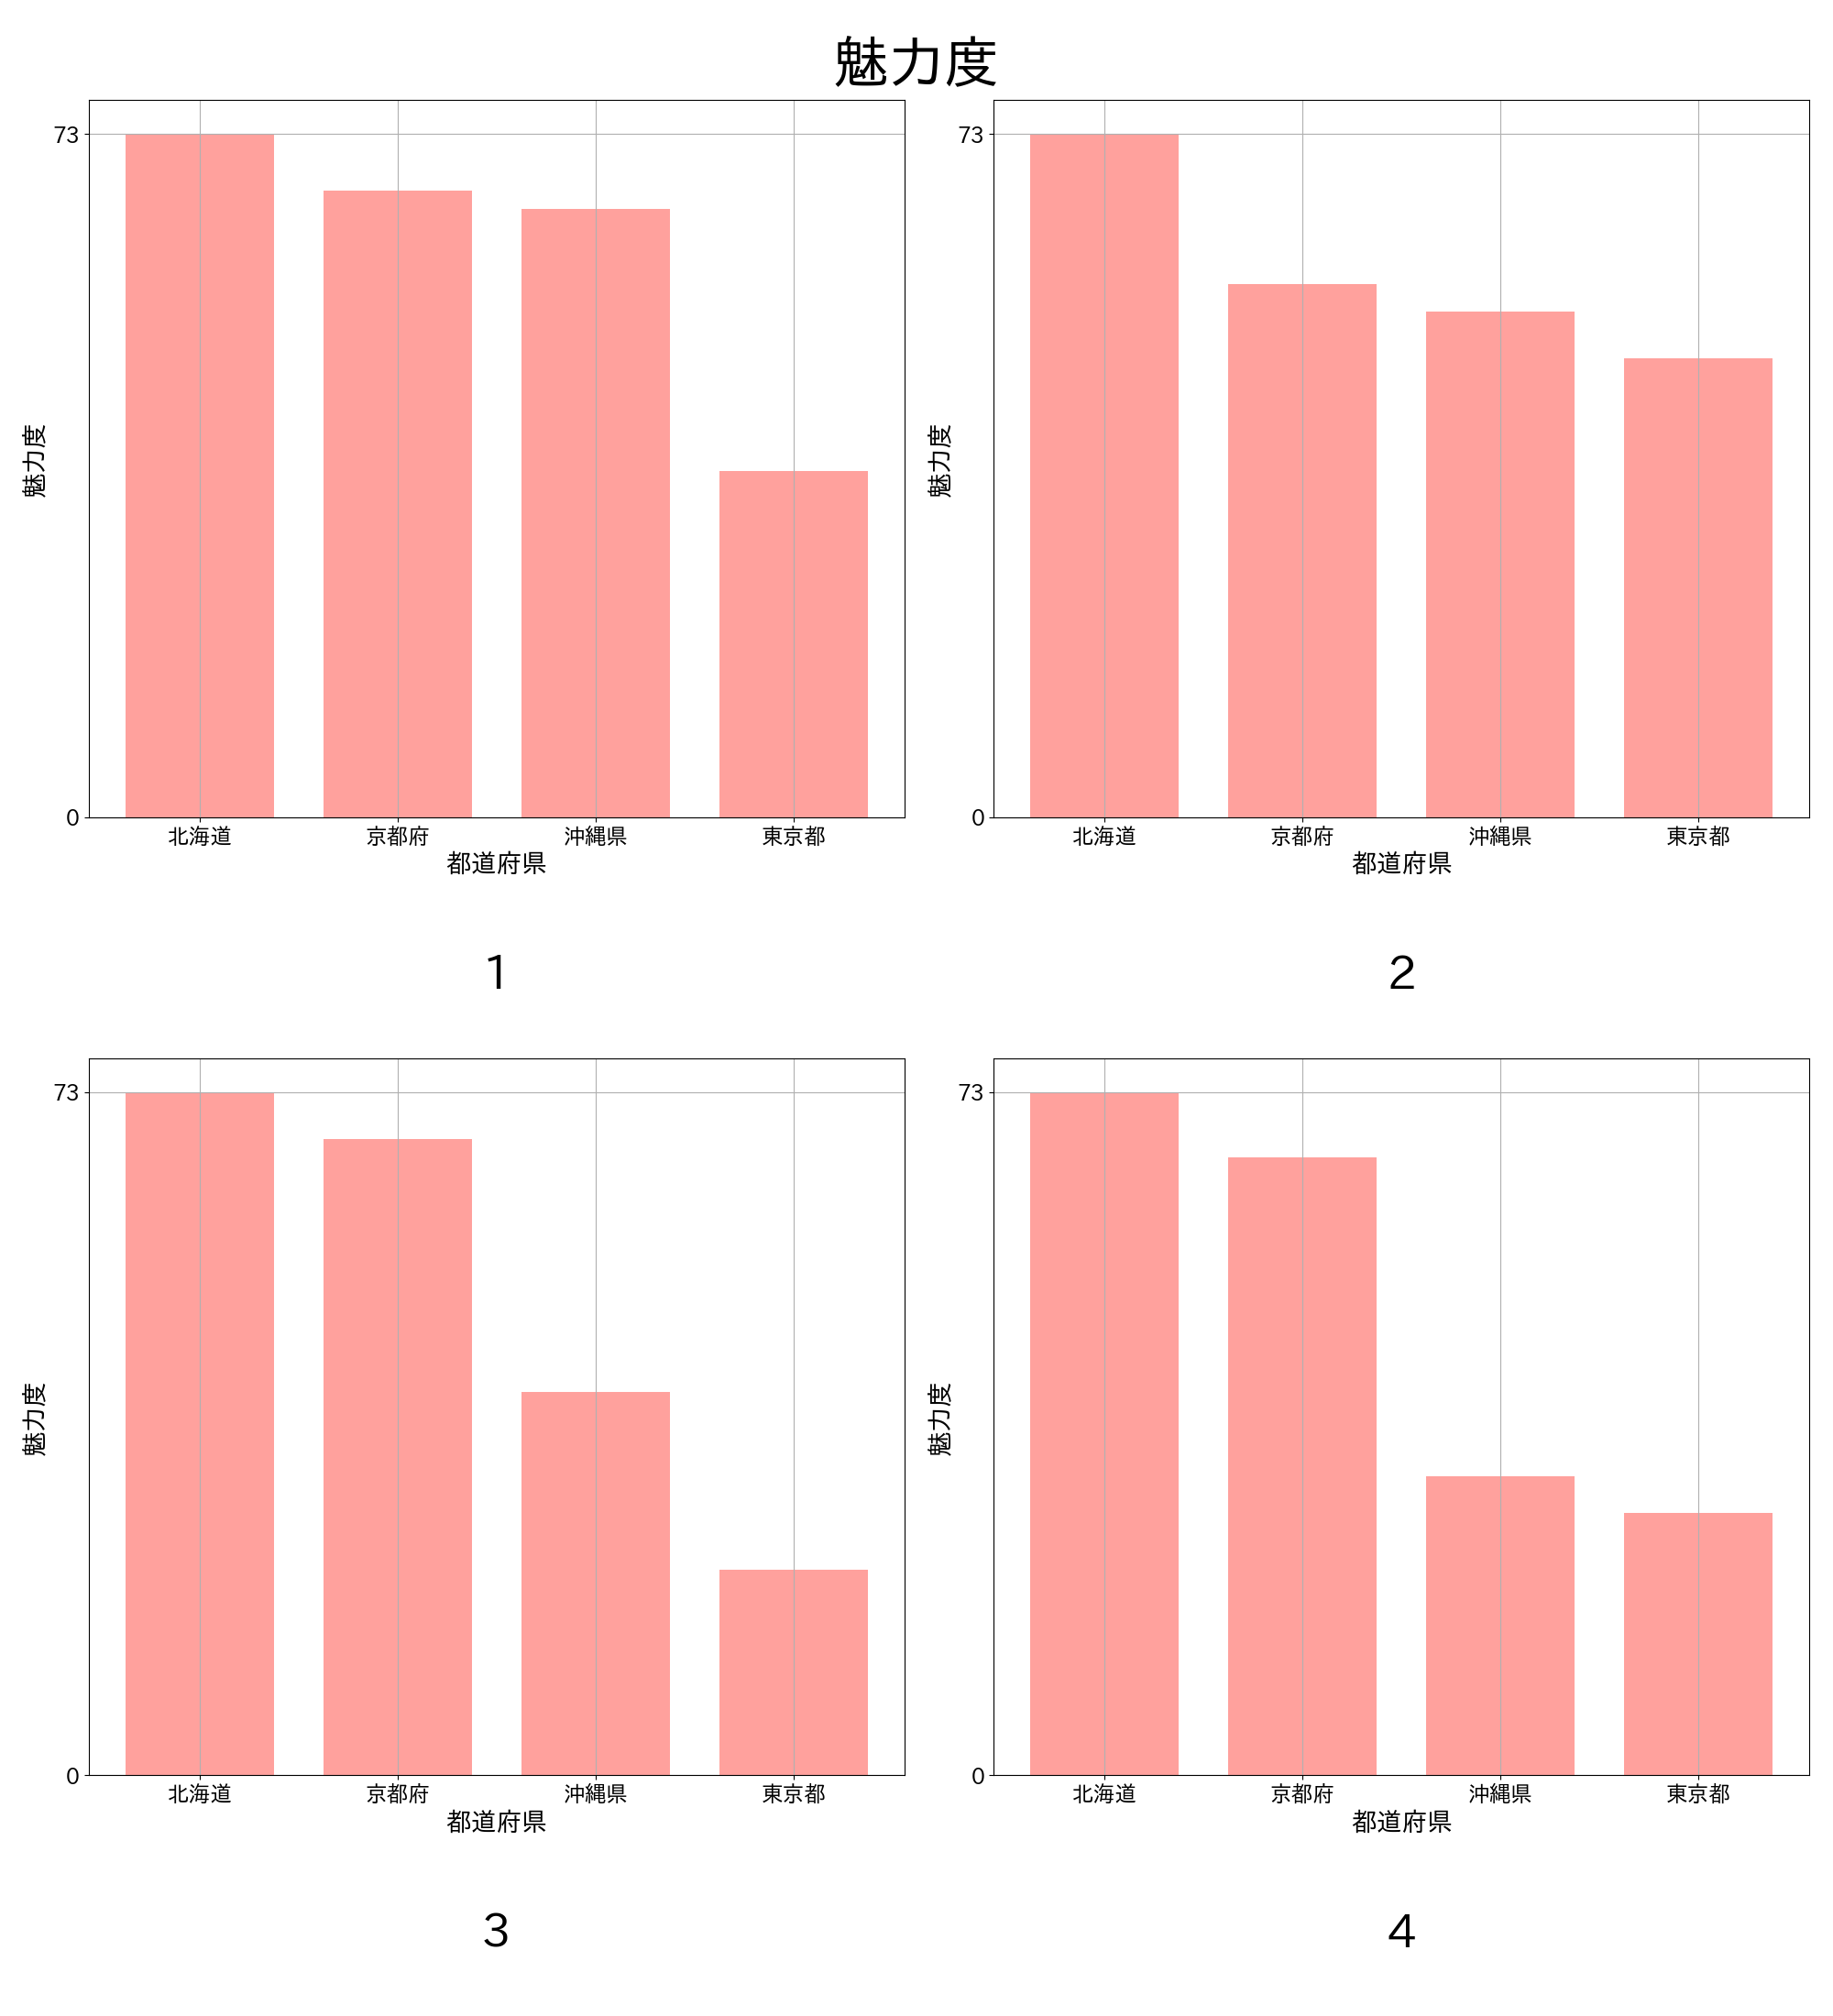 魅力度
73
0
魅力度
北海道 京都府 沖縄県 東京都
都道府県
1
73
0
魅力度
北海道 京都府 沖縄県 東京都
都道府県
2
73
0
魅力度
北海道 京都府 沖縄県 東京都
都道府県
3
73
0
魅力度
北海道 京都府 沖縄県 東京都
都道府県
4